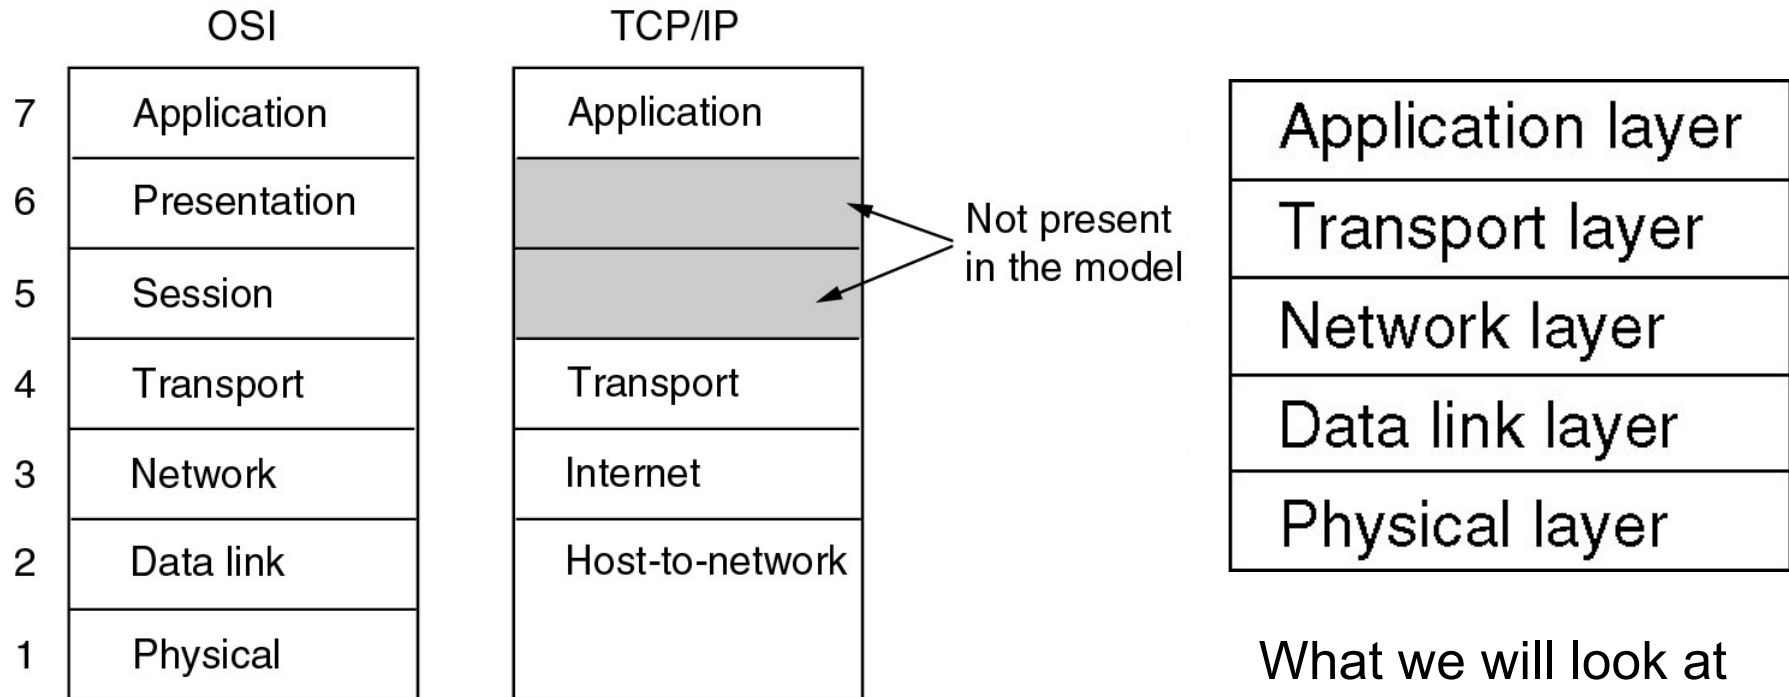 OSI
7 Application
6 Presentation
5 Session
4 Transport
3 Network
2 Data link
1 Physical
TCP/IP
Application
Transport
Internet
Host-to-network
Not present
in the model
Application layer
Transport layer
Network layer
Data link layer
Physical layer
What we will look at